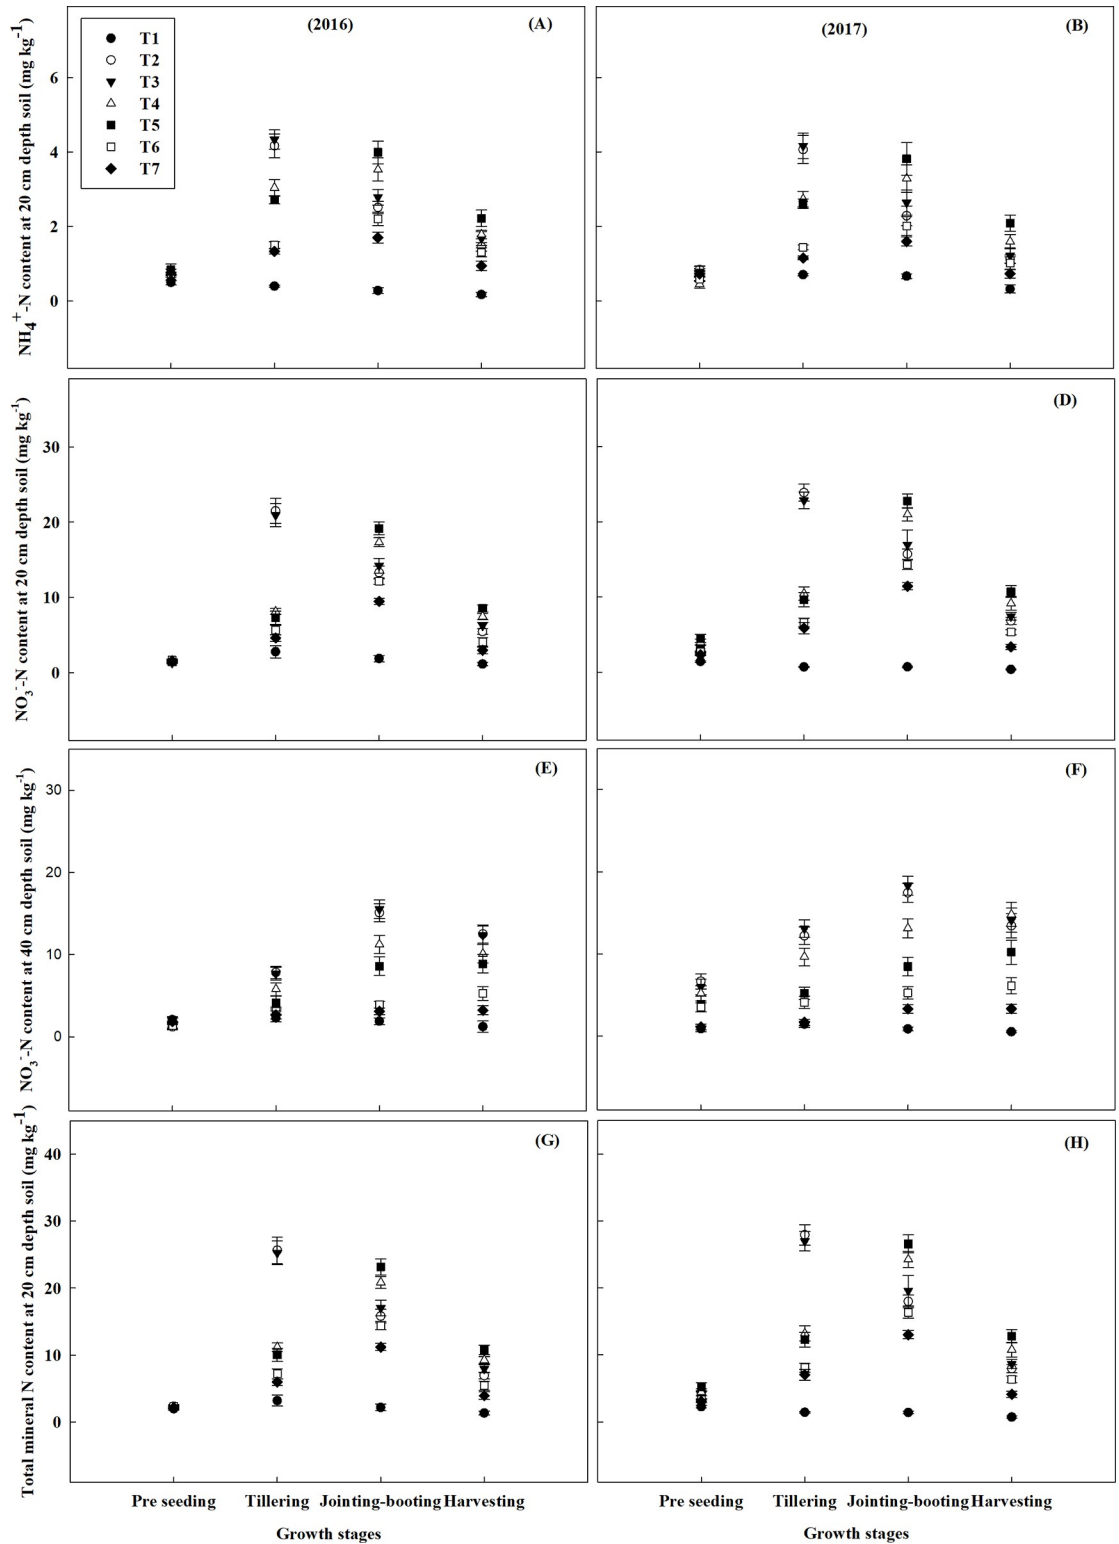 (2016)
(A)
T1
T2
T3
T4
T5
T6
T7
NH₄⁺-N content at 20 cm depth soil (mg kg⁻¹)
6
4
2
0
(2017)
(B)
NO₃⁻-N content at 20 cm depth soil (mg kg⁻¹)
30
20
10
0
(D)
NO₃⁻-N content at 40 cm depth soil (mg kg⁻¹)
30
20
10
0
(E)
(F)
Total mineral N content at 20 cm depth soil (mg kg⁻¹)
40
30
20
10
0
(G)
(H)
Pre seeding Tillering Jointing-booting Harvesting
Growth stages
Pre seeding Tillering Jointing-booting Harvesting
Growth stages